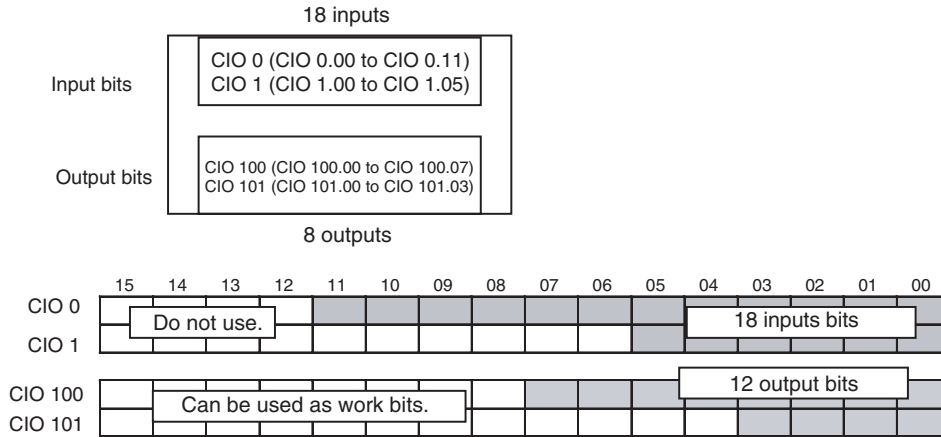 18 inputs
Input bits
CIO 0 (CIO 0.00 to CIO 0.11)
CIO 1 (CIO 1.00 to CIO 1.05)
Output bits
CIO 100 (CIO 100.00 to CIO 100.07)
CIO 101 (CIO 101.00 to CIO 101.03)
8 outputs
15 14 13 12 11 10 09 08 07 06 05 04 03 02 01 00
CIO 0
Do not use.
18 inputs bits
CIO 1
CIO 100
Can be used as work bits.
12 output bits
CIO 101